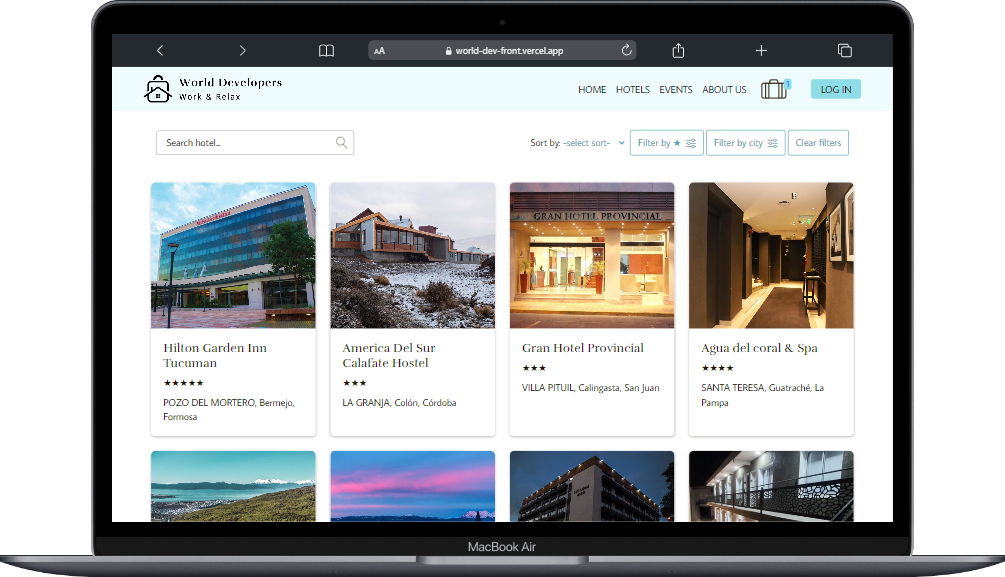 AA world-dev-front.vercel.app
World Developers
Work & Relax
HOME HOTELS EVENTS ABOUT US 1 LOG IN
Search hotel... Sort by: -select sort- Filter by ★ Filter by city Clear filters
GRAN HOTEL PROVINCIAL
Hilton Garden Inn
Tucuman
★★★★★
POZO DEL MORTERO, Bermejo,
Formosa
America Del Sur
Calafate Hostel
★★★
LA GRANJA, Colón, Córdoba
Gran Hotel Provincial
★★★
VILLA PITUIL, Calingasta, San Juan
Agua del coral & Spa
★★★★
SANTA TERESA, Guatraché, La
Pampa
MacBook Air